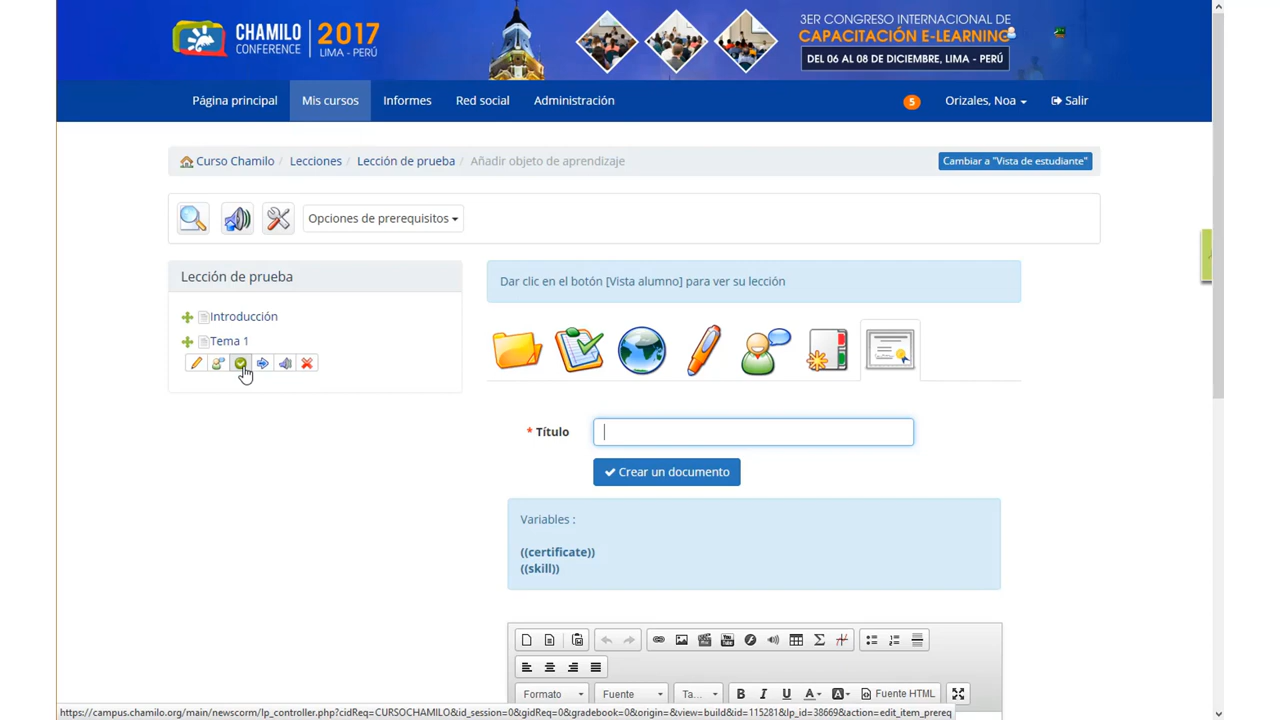 CHAMILO
CONFERENCE
2017
LIMA - PERÚ
3ER CONGRESO INTERNACIONAL DE
CAPACITACIÓN E-LEARNING
DEL 06 AL 08 DE DICIEMBRE, LIMA - PERÚ
Página principal Mis cursos Informes Red social Administración 5 Orizales, Noa Salir
Curso Chamilo / Lecciones / Lección de prueba / Añadir objeto de aprendizaje Cambiar a "Vista de estudiante"
Opciones de prerequisitos
Lección de prueba
Introducción
Tema 1
Dar clic en el botón [Vista alumno] para ver su lección
* Título
Crear un documento
Variables :
((certificate))
((skill))
Formato Fuente Ta... B I U A A Fuente HTML
https://campus.chamilo.org/main/newscorm/lp_controller.php?cidReq=CURSOCHAMILO&id_session=0&gidReq=0&gradebook=0&origin=&view=build&id=115281&lp_id=38669&action=edit_item_prereq